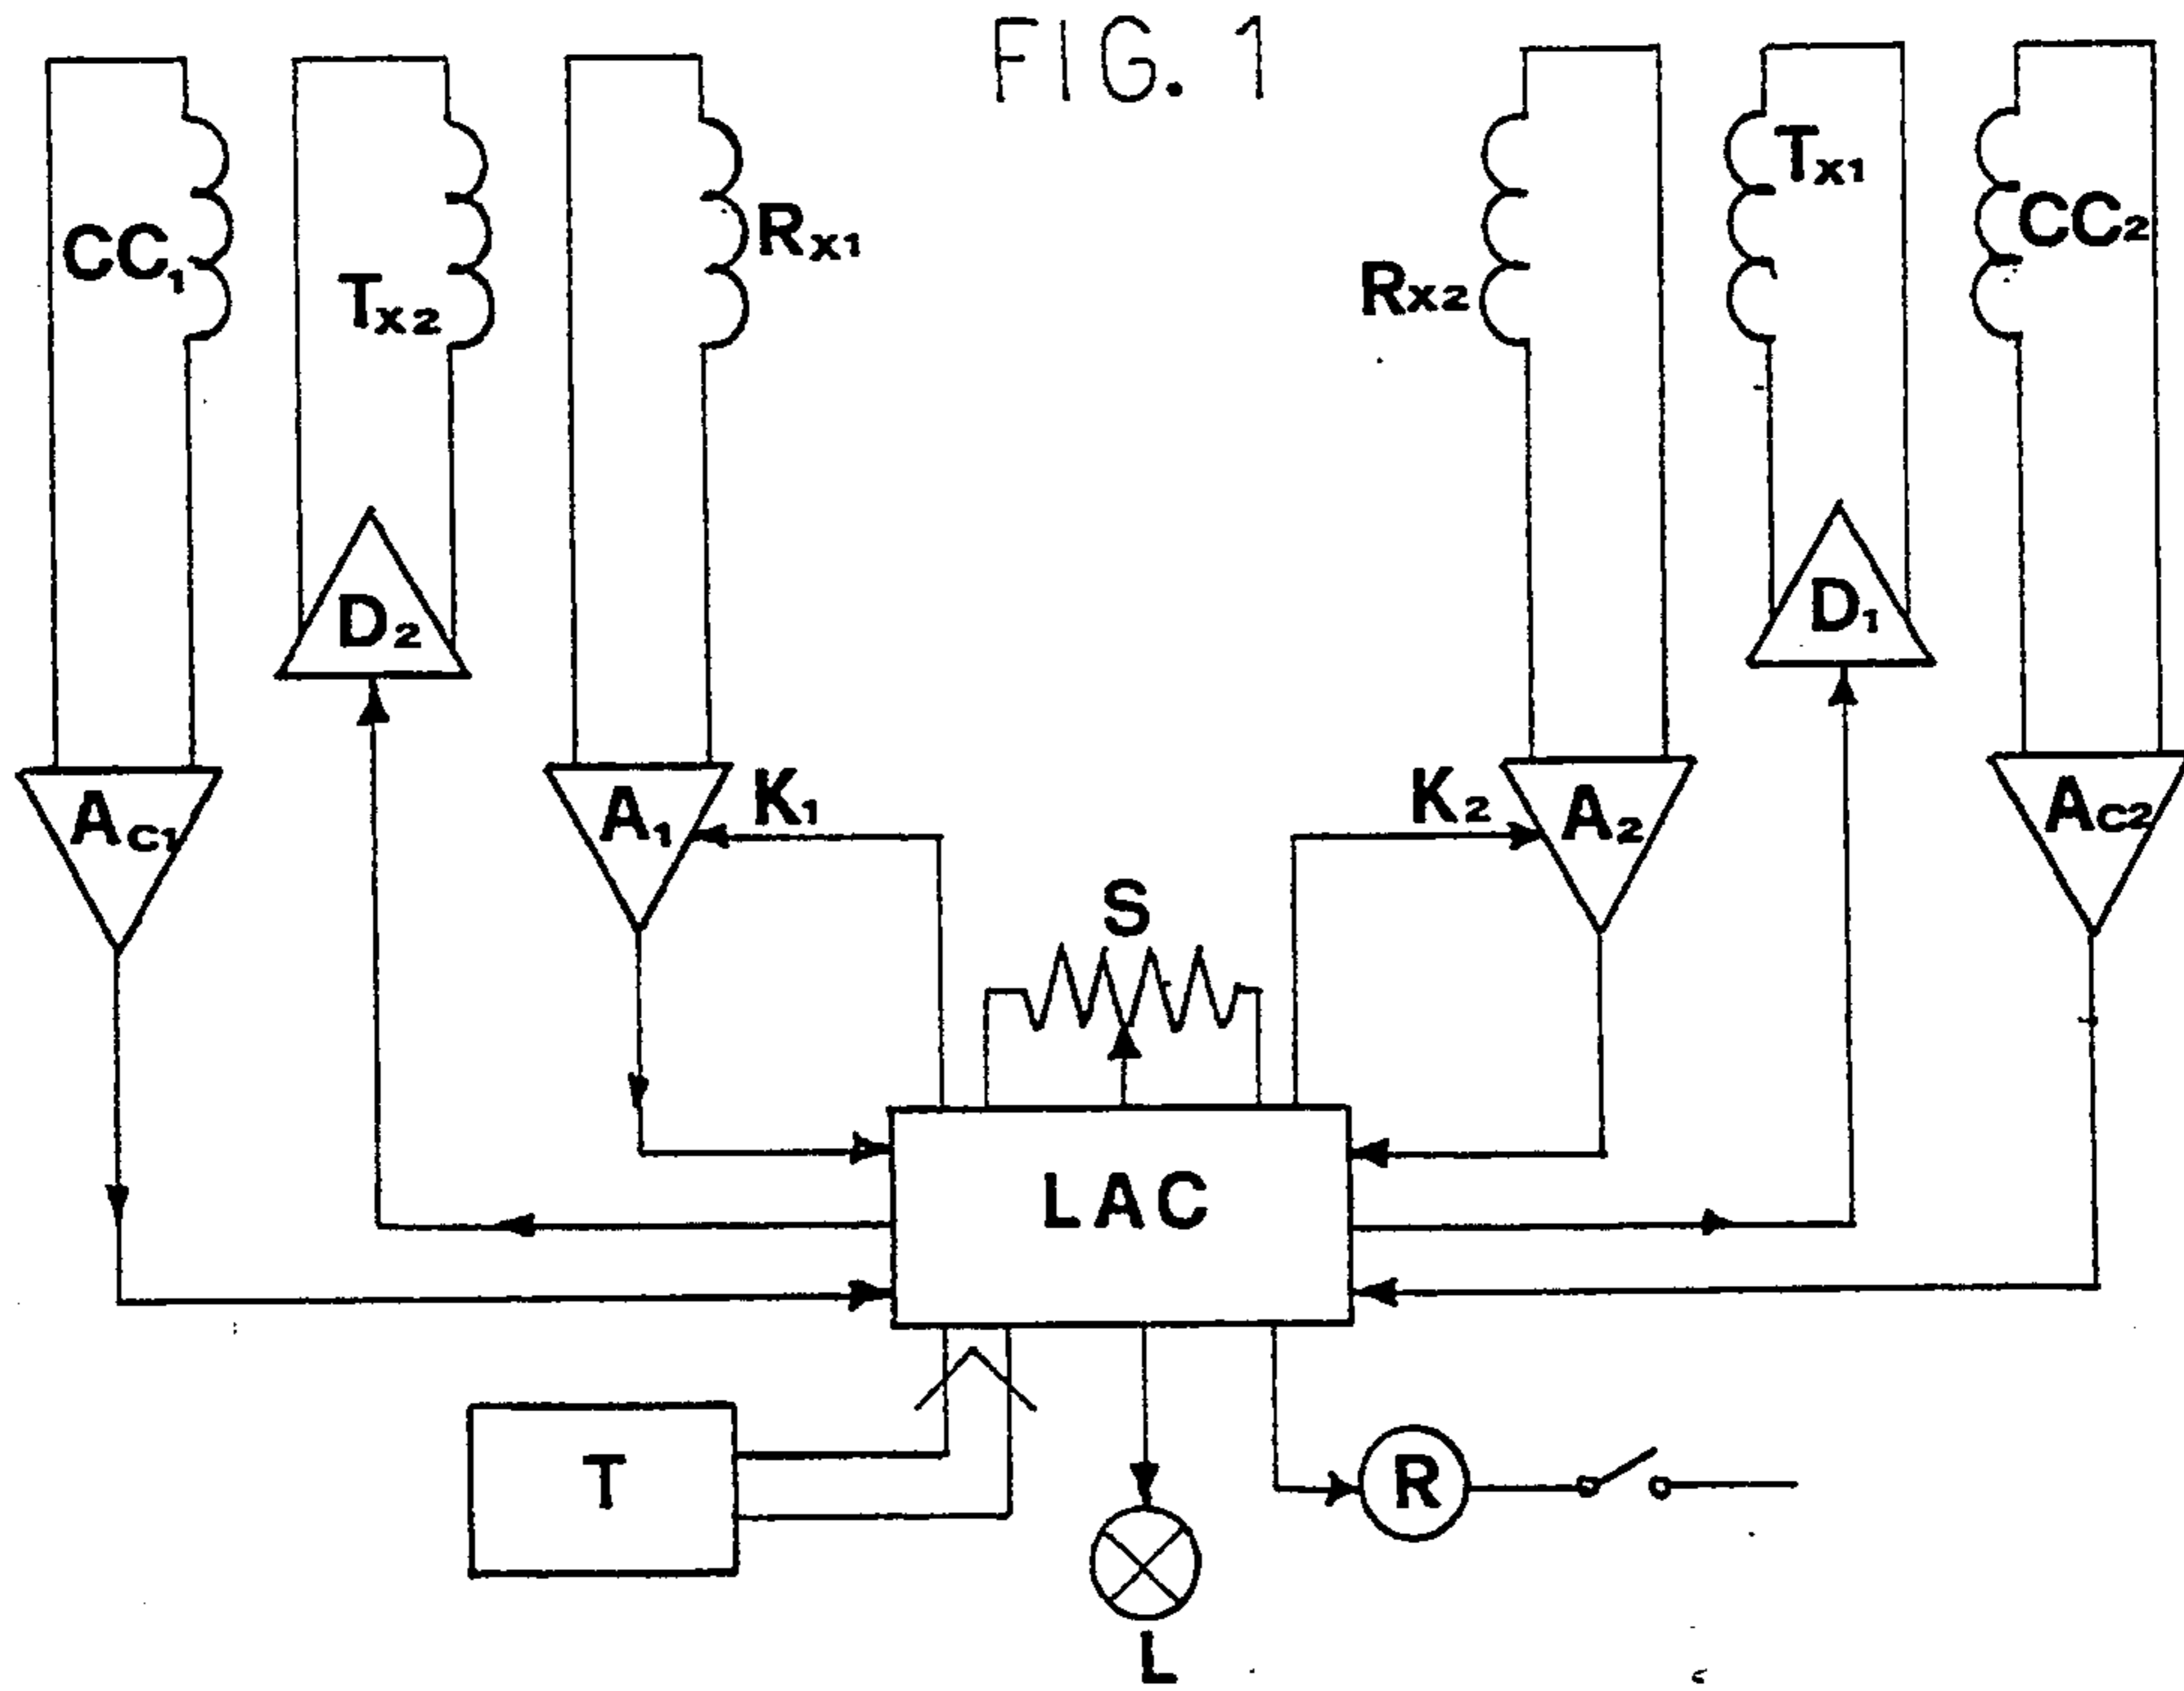 FIG. 1
CC1
Tx2
Rx1
Rx2
Tx1
CC2
D2
D1
AC1
A1
K1
K2
A2
AC2
S
LAC
T
R
L